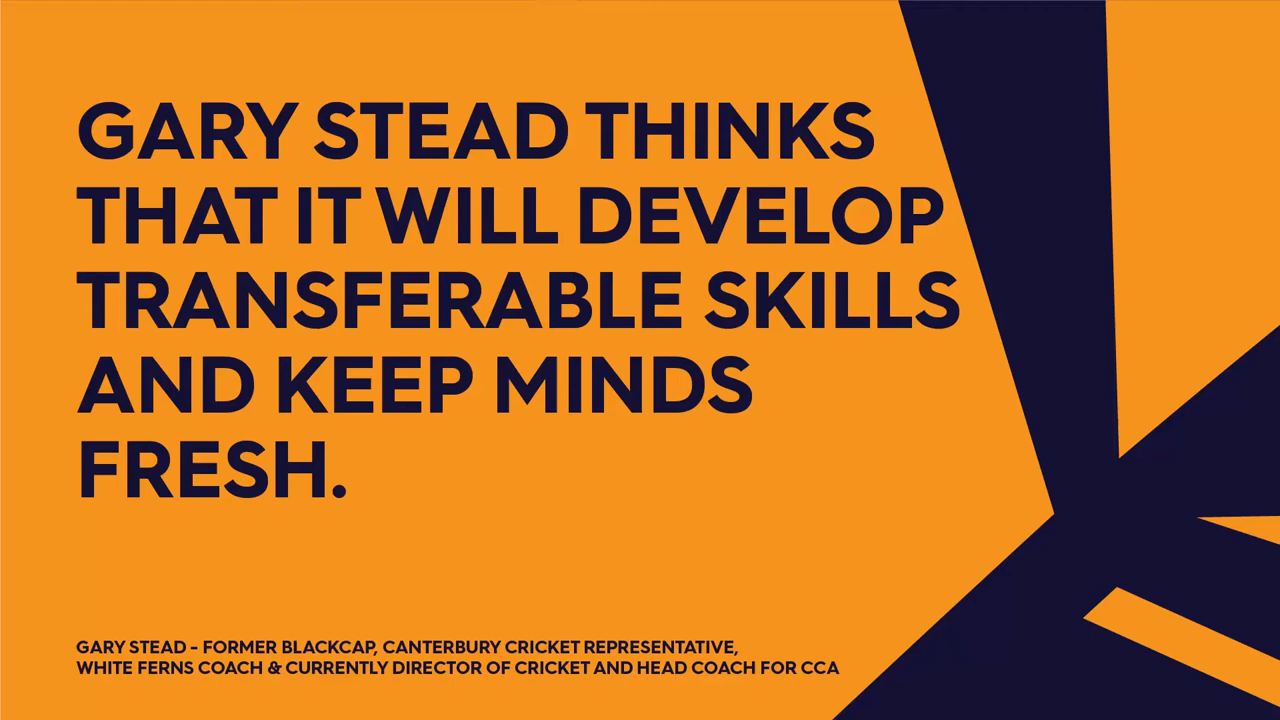 GARY STEAD THINKS
THAT IT WILL DEVELOP
TRANSFERABLE SKILLS
AND KEEP MINDS
FRESH.
GARY STEAD - FORMER BLACKCAP, CANTERBURY CRICKET REPRESENTATIVE,
WHITE FERNS COACH & CURRENTLY DIRECTOR OF CRICKET AND HEAD COACH FOR CCA